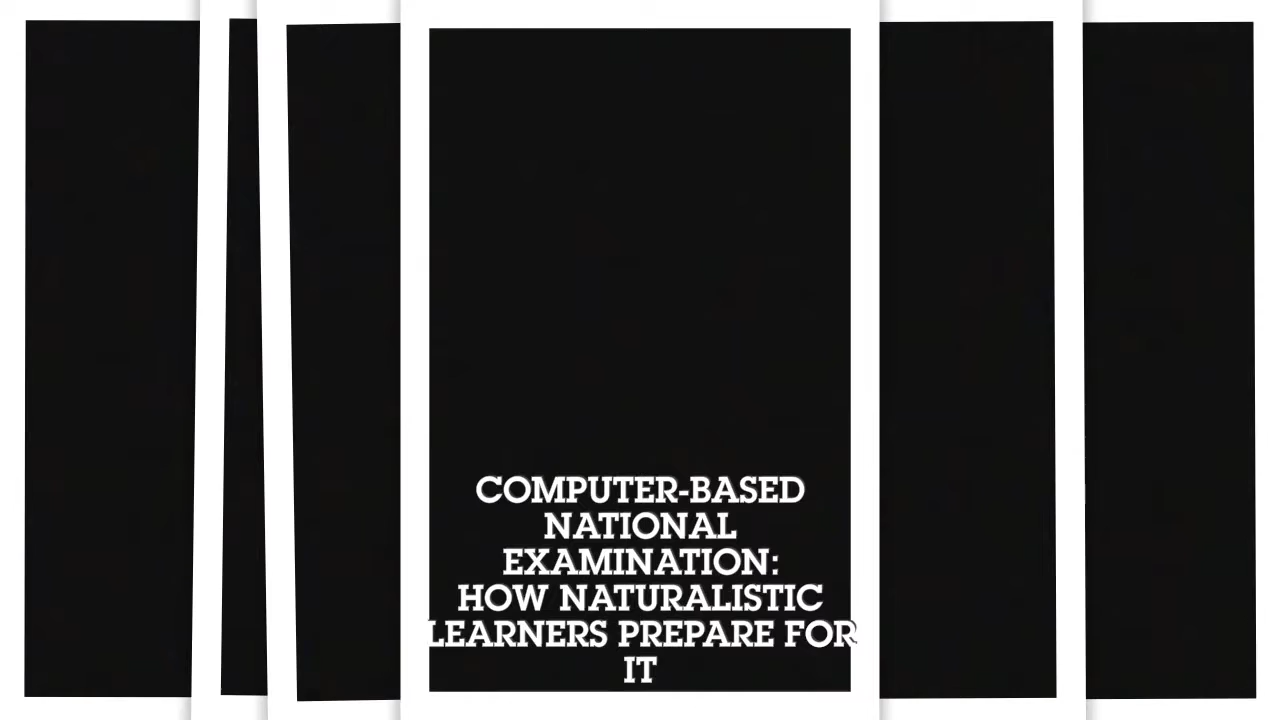 COMPUTER-BASED
NATIONAL
EXAMINATION:
HOW NATURALISTIC
LEARNERS PREPARE FOR
IT